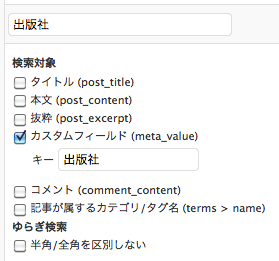 出版社
検索対象
タイトル (post_title)
本文 (post_content)
抜粋 (post_excerpt)
カスタムフィールド (meta_value)
キー 出版社
コメント (comment_content)
記事が属するカテゴリ/タグ名 (terms > name)
ゆらぎ検索
半角/全角を区別しない